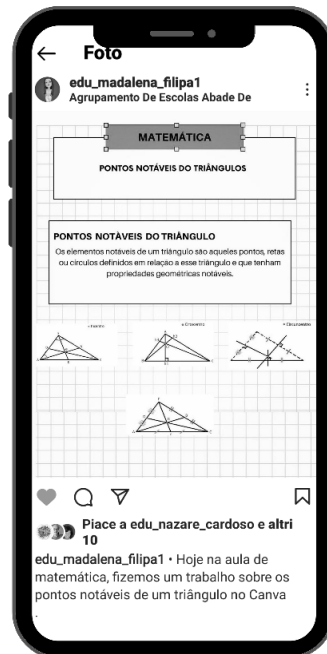 Foto
edu_madalena_filipa1
Agrupamento De Escolas Abade De
MATEMÁTICA
PONTOS NOTÁVEIS DO TRIÂNGULOS
PONTOS NOTÀVEIS DO TRIÂNGULO
Os elementos notáveis de um triângulo são aqueles pontos, retas
ou círculos definidos em relação a esse triângulo e que tenham
propriedades geométricas notáveis.
Piace a edu_nazare_cardoso e altri
10
edu_madalena_filipa1 • Hoje na aula de
matemática, fizemos um trabalho sobre os
pontos notáveis de um triângulo no Canva
.